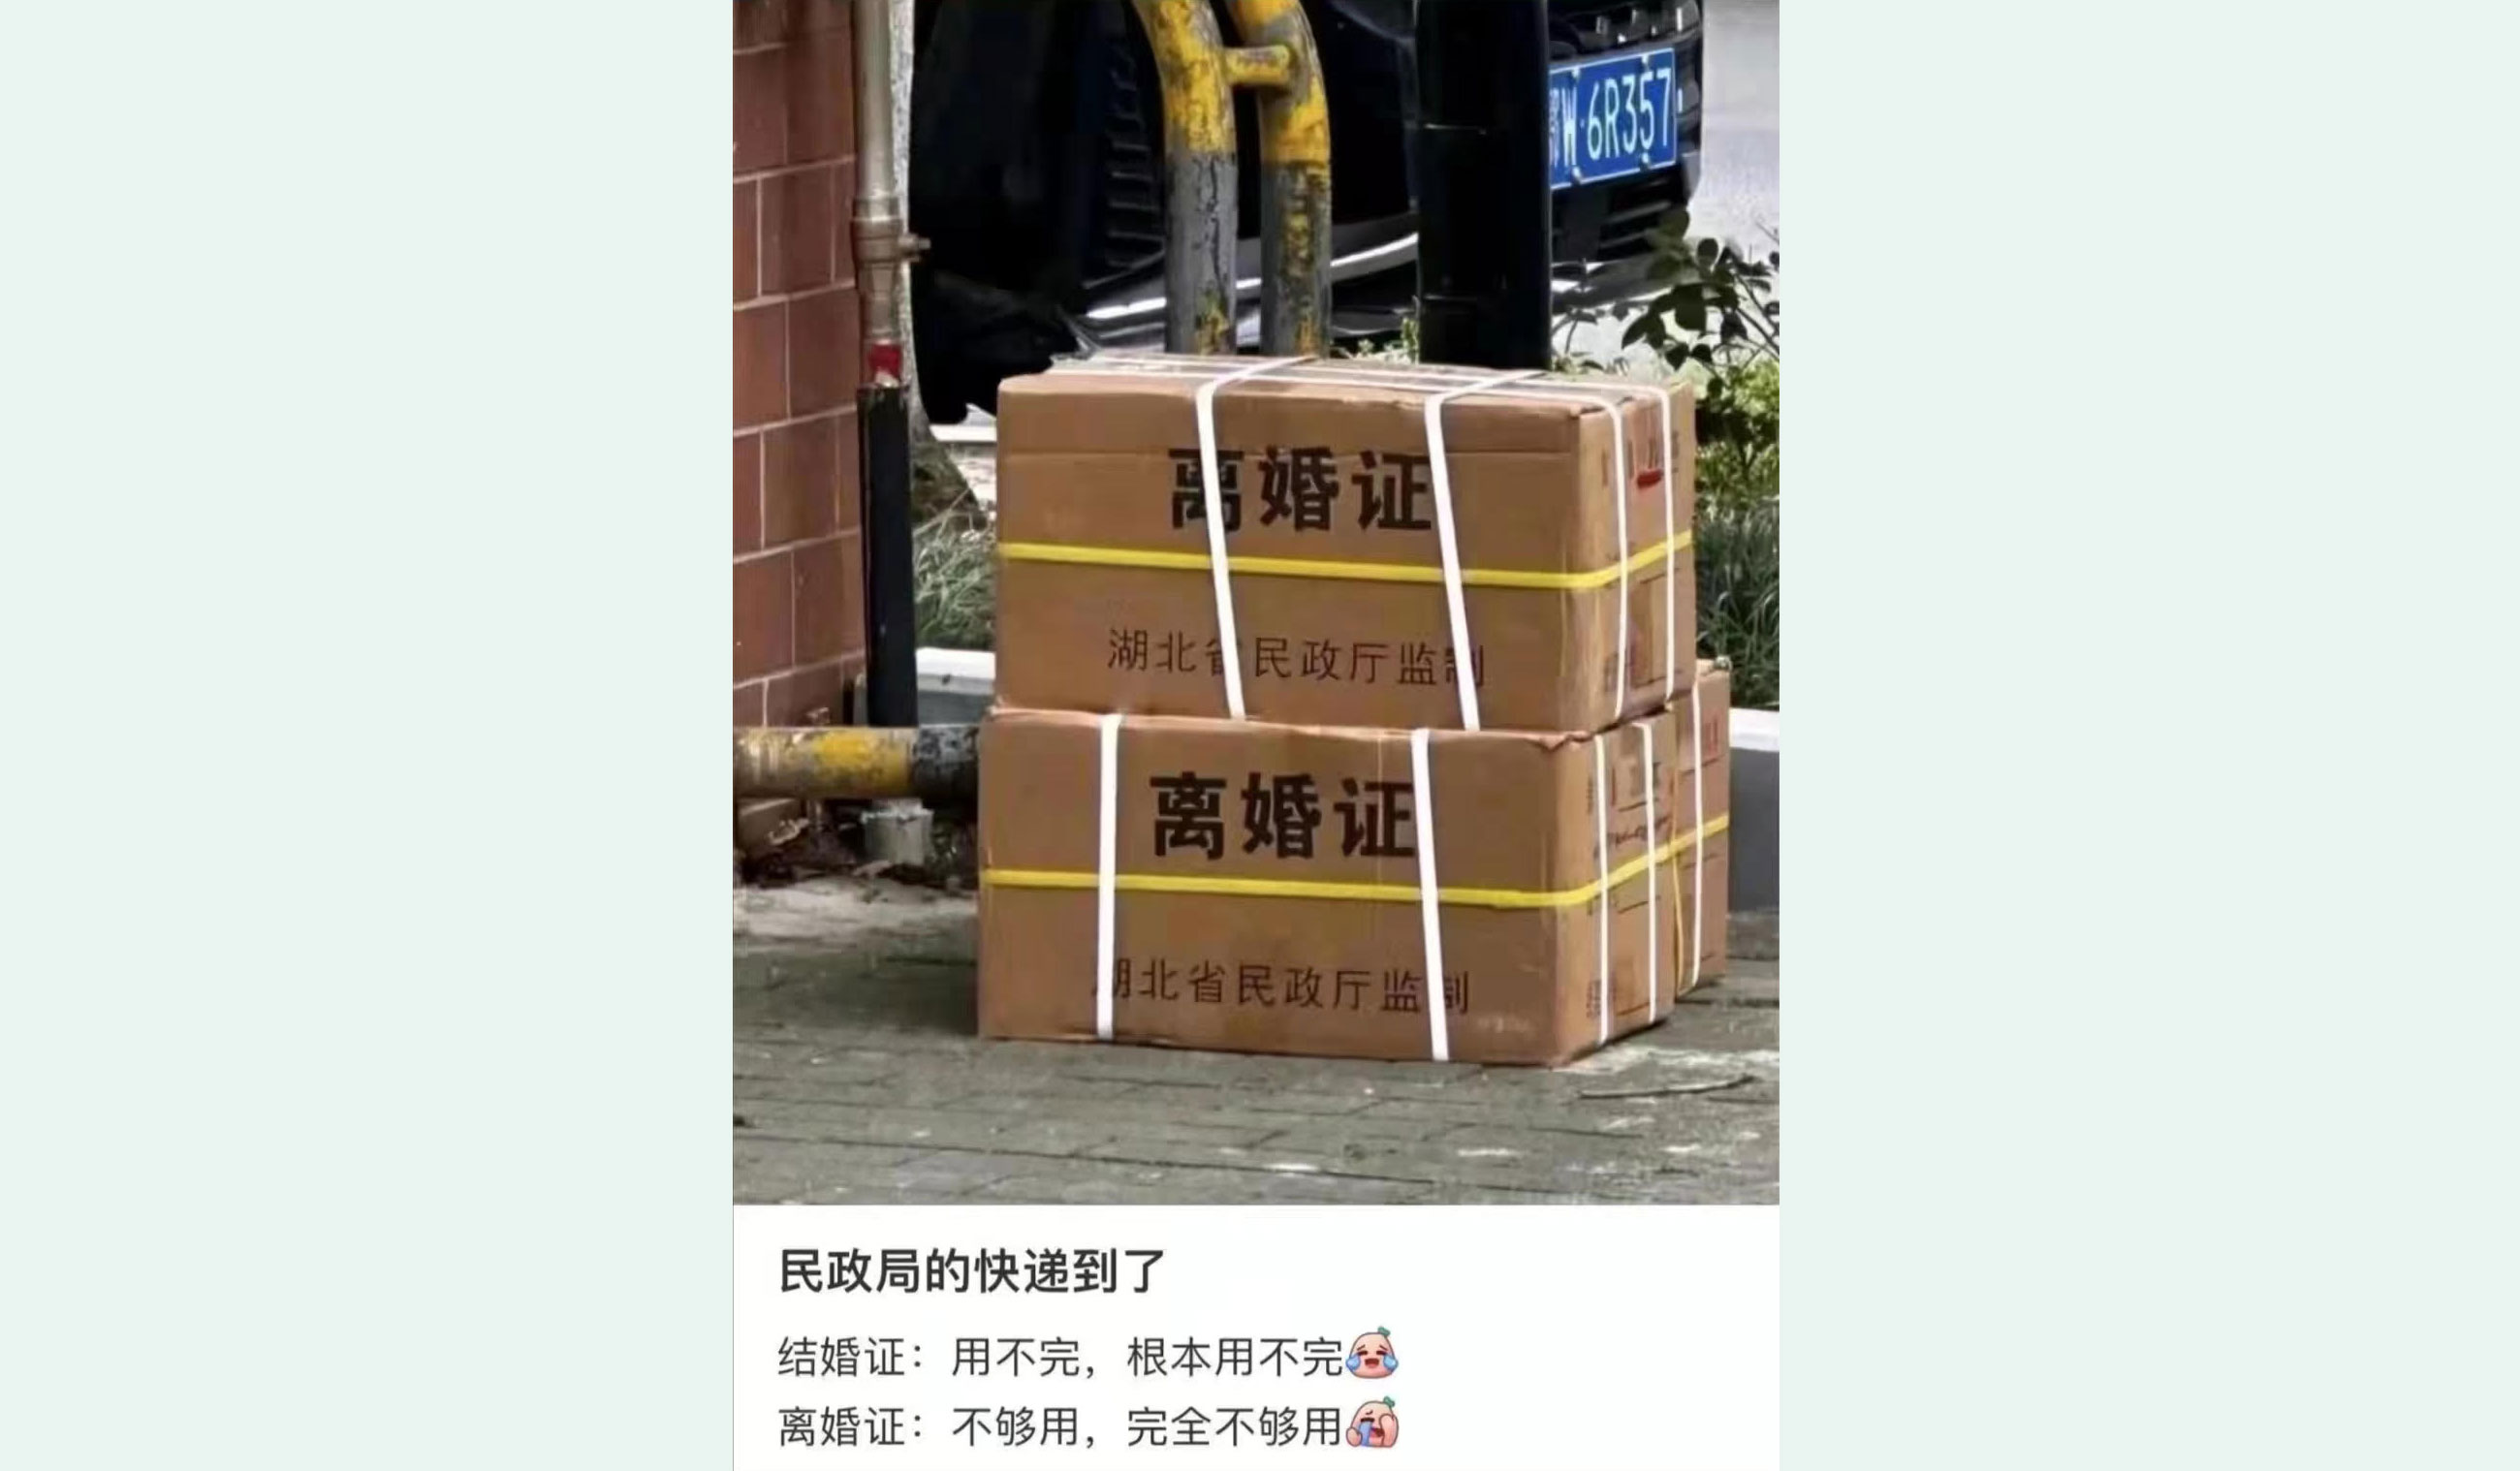 W·6R357
离婚证
湖北省民政厅监制
离婚证
湖北省民政厅监制
民政局的快递到了
结婚证：用不完，根本用不完
离婚证：不够用，完全不够用